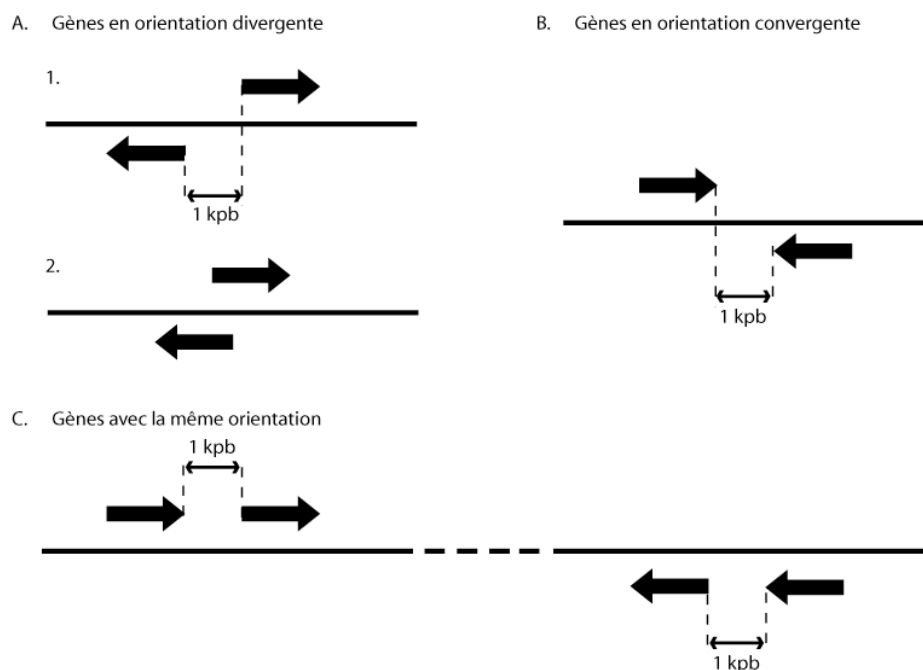 A. Gènes en orientation divergente
B. Gènes en orientation convergente
1.
1 kpb
2.
1 kpb
C. Gènes avec la même orientation
1 kpb
1 kpb